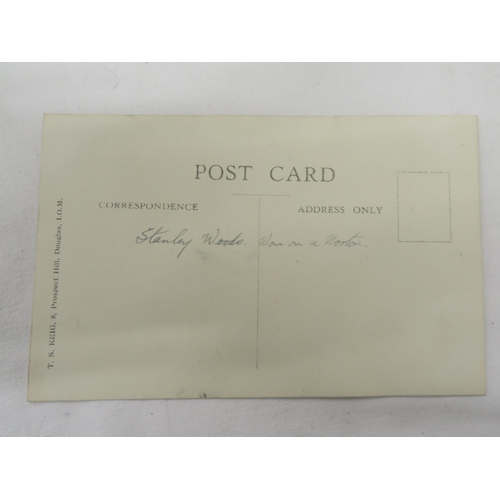 POST CARD
CORRESPONDENCE
ADDRESS ONLY
Stanley Woods. Won on a Norton.
T. S. KEIG, 8, Prospect Hill, Douglas, I.O.M.